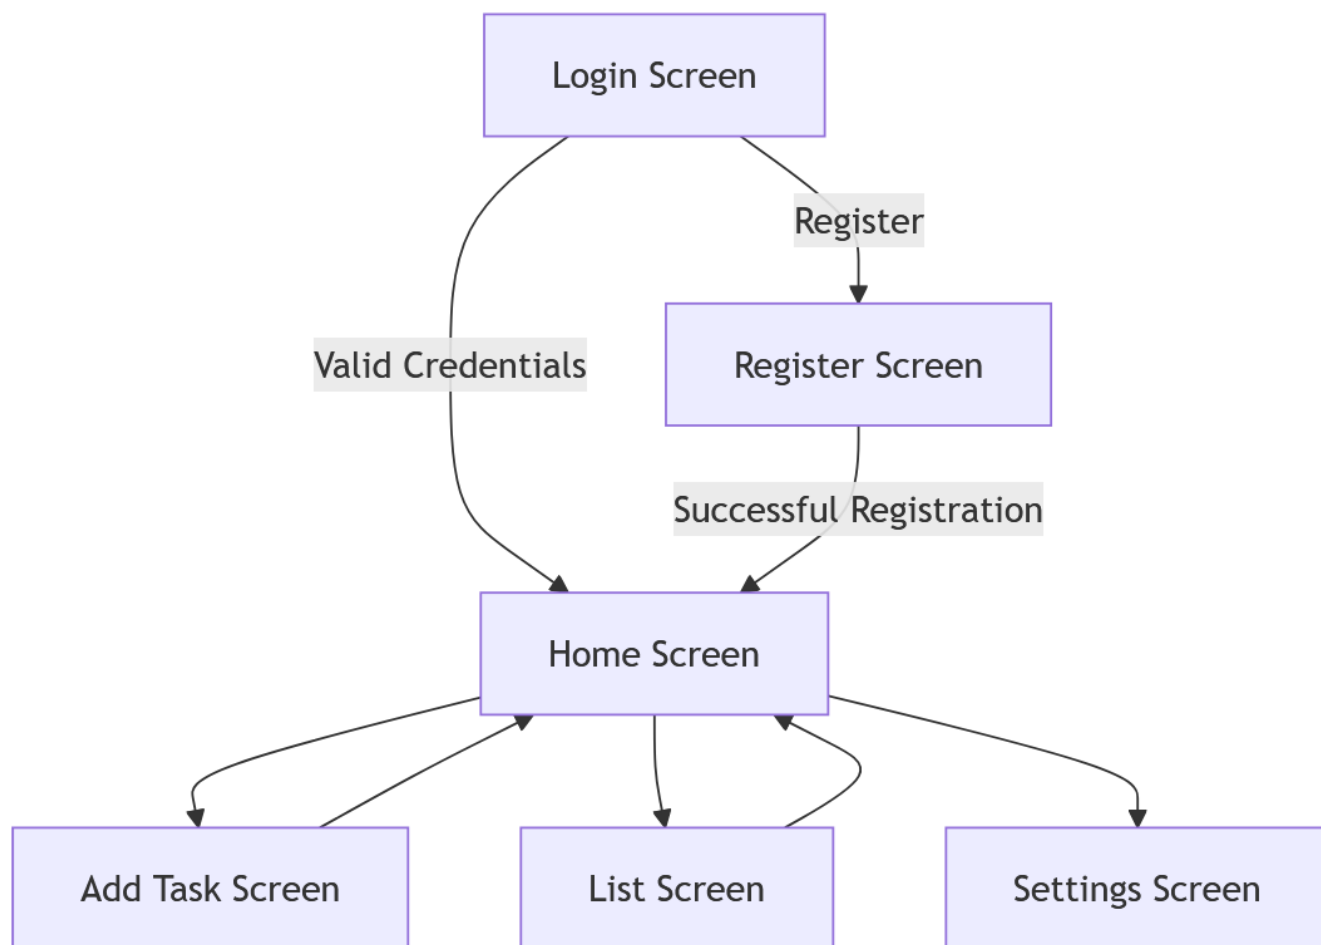 Login Screen
Register
Valid Credentials
Register Screen
Successful Registration
Home Screen
Add Task Screen
List Screen
Settings Screen